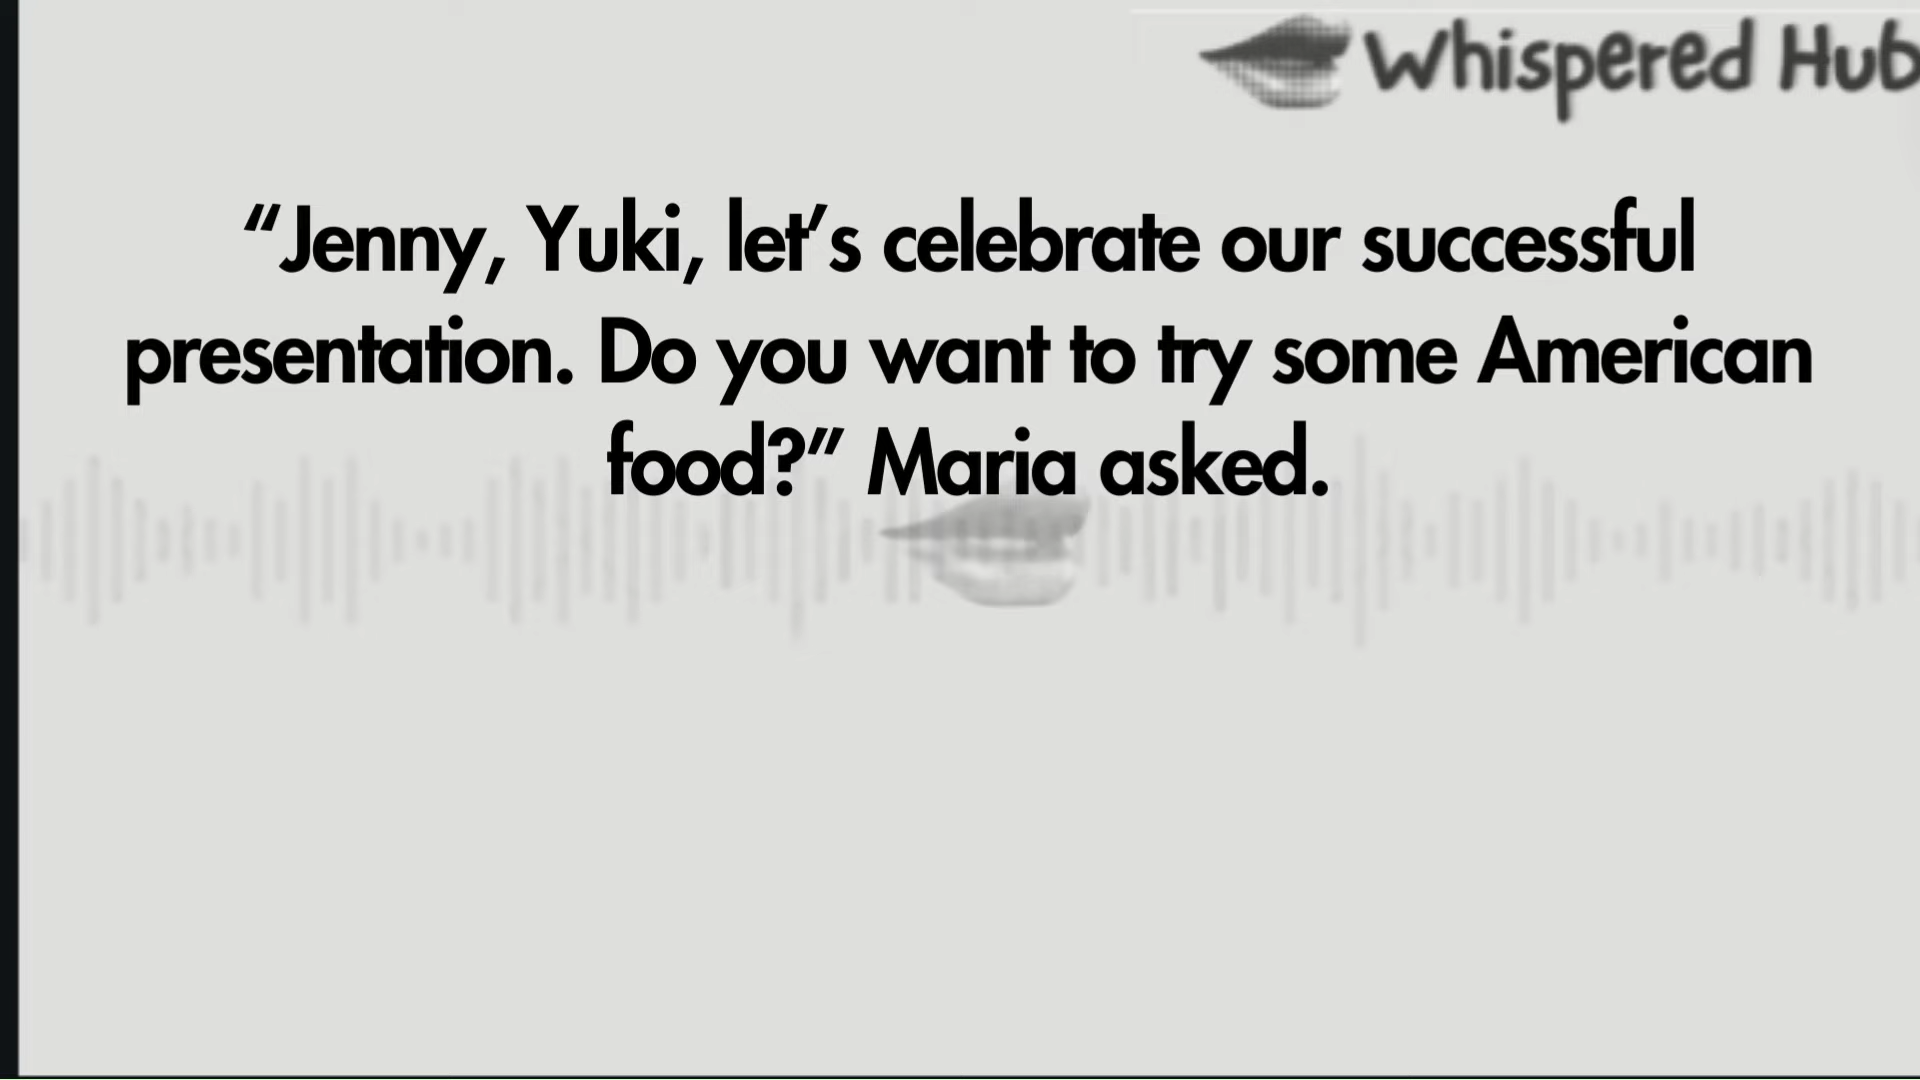 Whispered Hub
“Jenny, Yuki, let’s celebrate our successful
presentation. Do you want to try some American
food?” Maria asked.